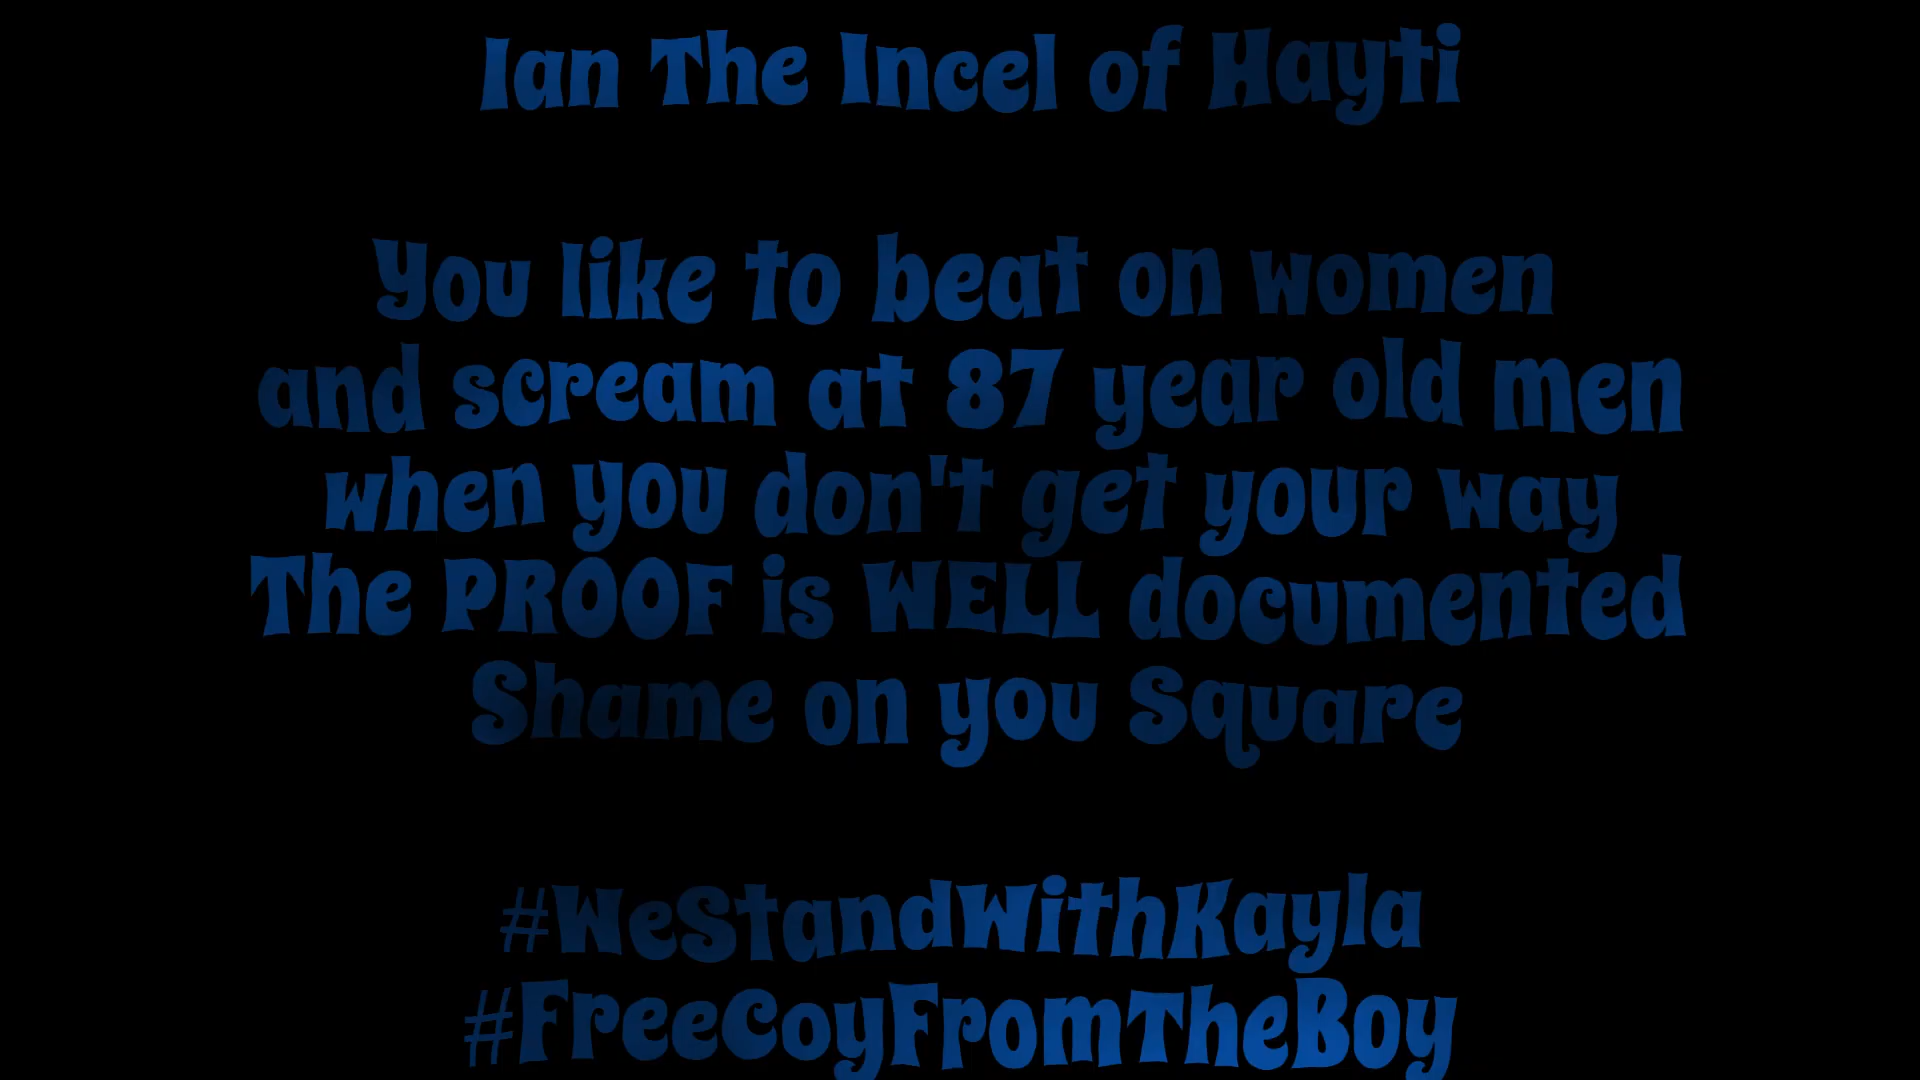 Ian The Incel of Hayti
You like to beat on women
and scream at 87 year old men
when you don't get your way
The PROOF is WELL documented
Shame on you Square
#WeStandWithKayla
#FreeCoyFromTheBoy